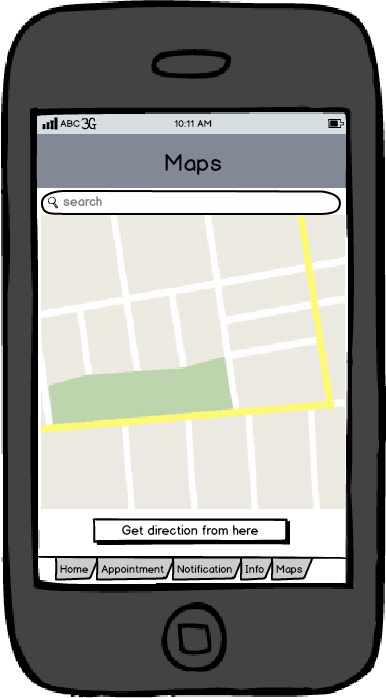 ABC 3G 10:11 AM
Maps
search
Get direction from here
Home Appointment Notification Info Maps